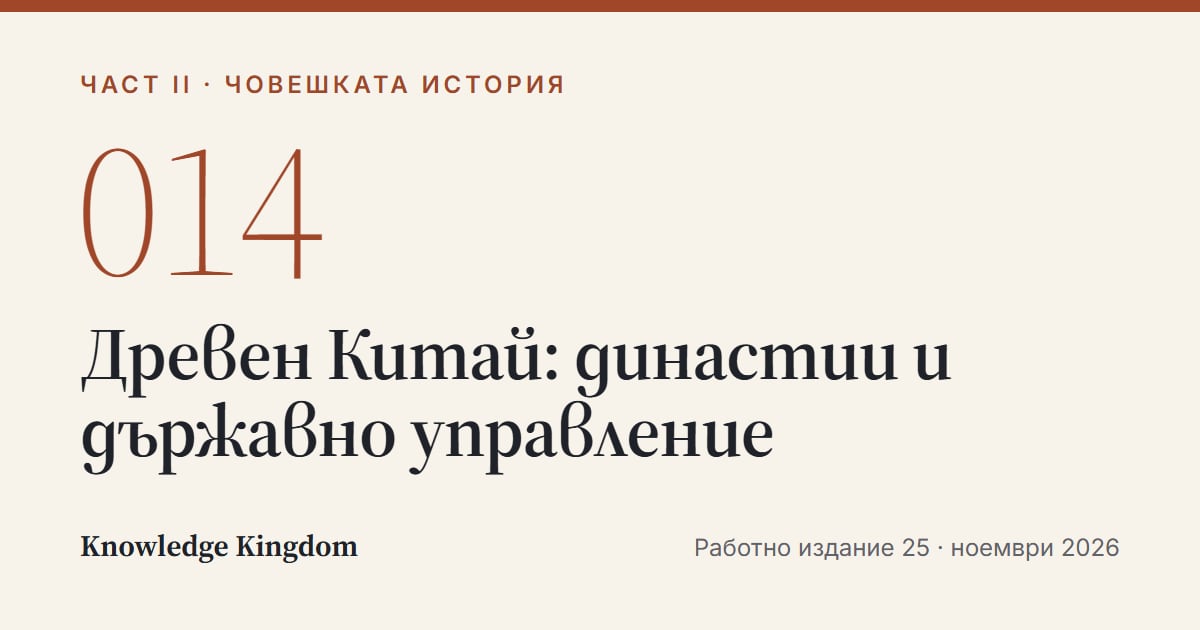 ЧАСТ II · ЧОВЕШКАТА ИСТОРИЯ
014
Древен Китай: династии и
държавно управление
Knowledge Kingdom
Работно издание 25 · ноември 2026